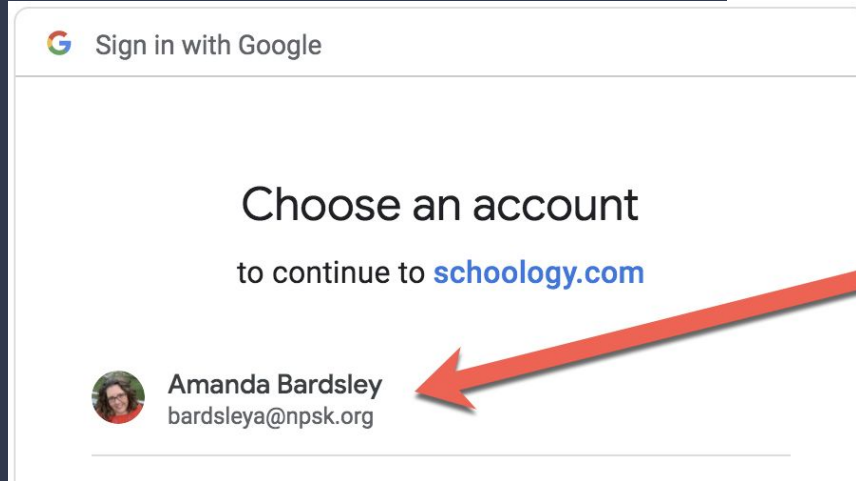 Sign in with Google
Choose an account
to continue to schoology.com
Amanda Bardsley
bardsleya@npsk.org